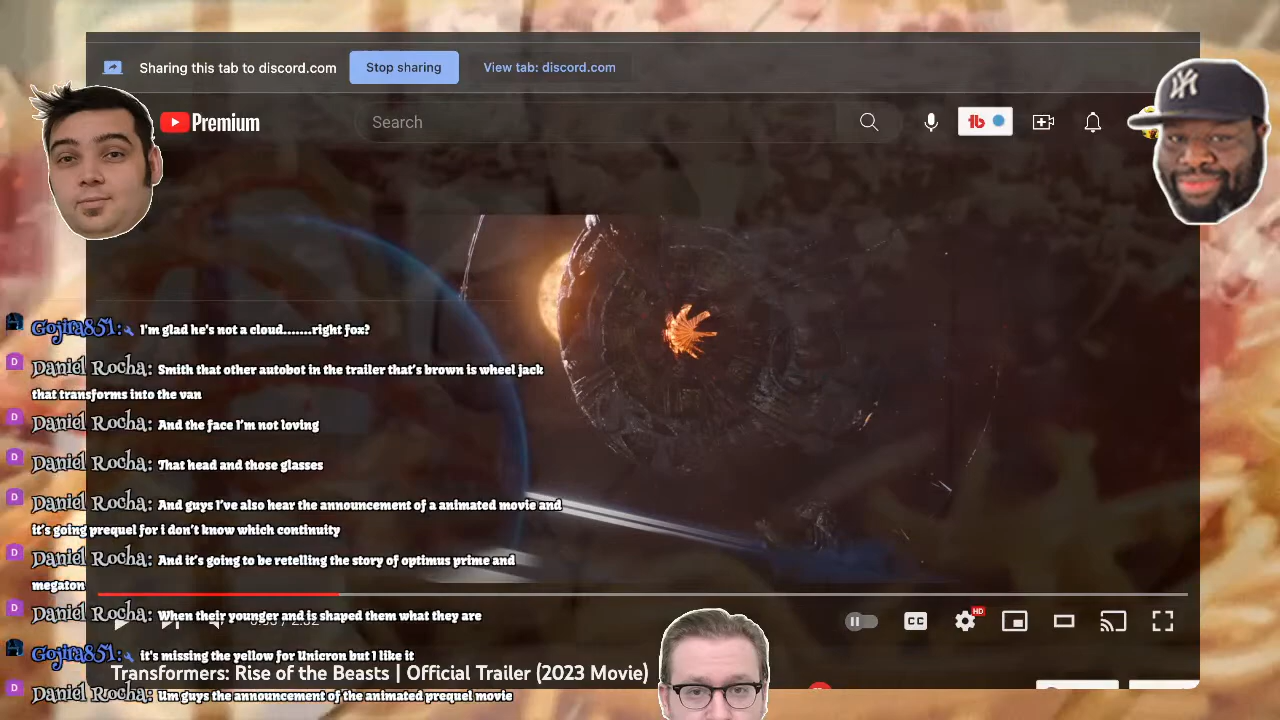 Sharing this tab to discord.com Stop sharing View tab: discord.com
Premium Search
Gojira851: I'm glad he's not a cloud.......right fox?
D Daniel Rocha: Smith that other autobot in the trailer that's brown is wheel jack
that transforms into the van
D Daniel Rocha: And the face I'm not loving
D Daniel Rocha: That head and those glasses
D Daniel Rocha: And guys I've also hear the announcement of a animated movie and
it's going prequel for i don't know which continuity
D Daniel Rocha: And it's going to be retelling the story of optimus prime and
megaton
D Daniel Rocha: When their younger and is shaped them what they are
CC HD
Gojira851: it's missing the yellow for Unicron but I like it
Transformers: Rise of the Beasts | Official Trailer (2023 Movie)
D Daniel Rocha: Um guys the announcement of the animated prequel movie